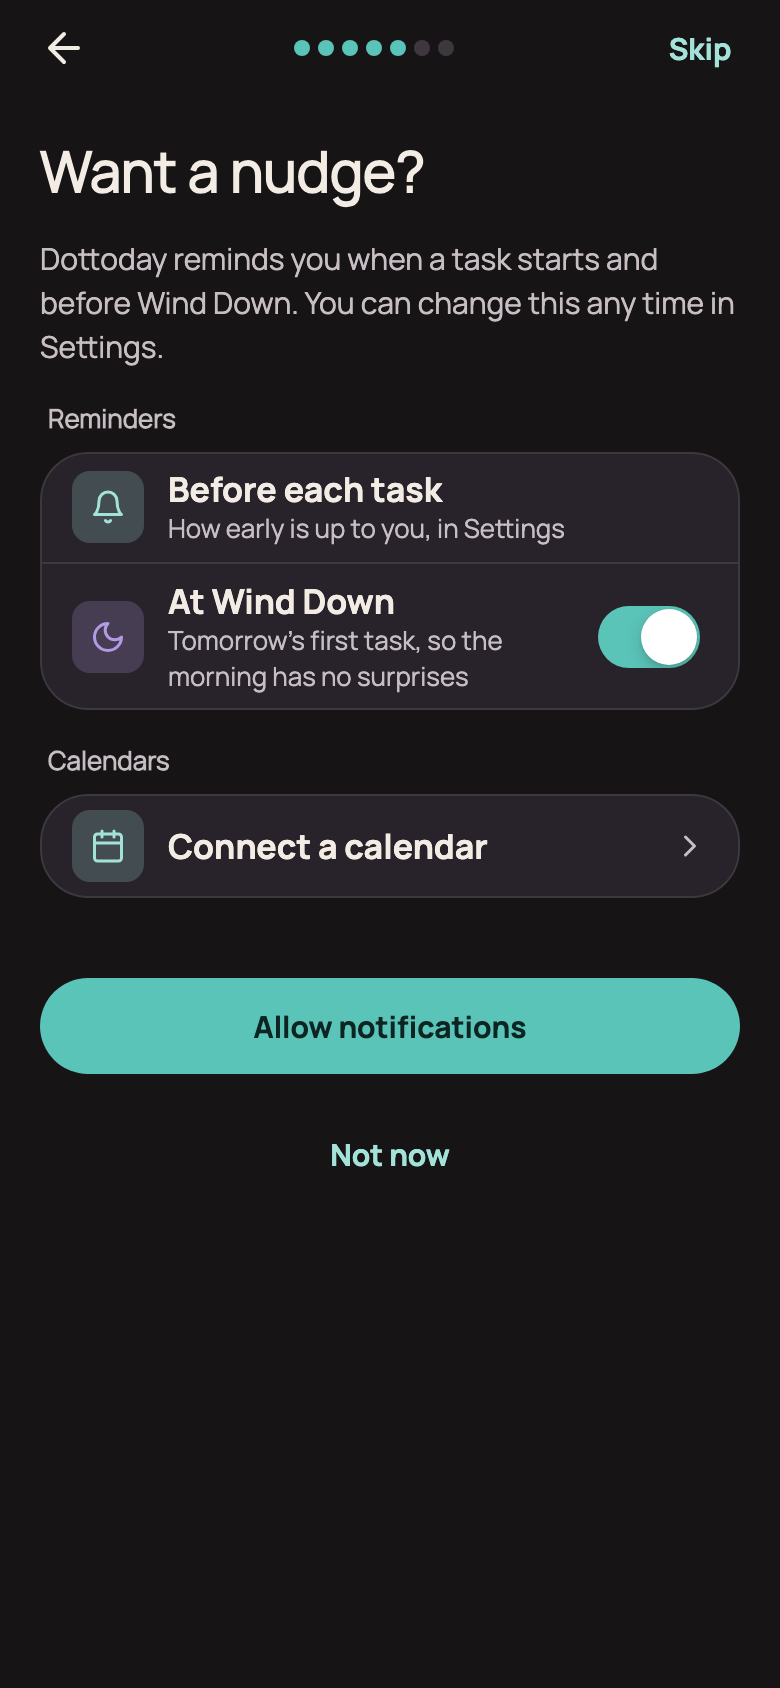 Skip
Want a nudge?
Dottoday reminds you when a task starts and
before Wind Down. You can change this any time in
Settings.
Reminders
Before each task
How early is up to you, in Settings
At Wind Down
Tomorrow’s first task, so the
morning has no surprises
Calendars
Connect a calendar
Allow notifications
Not now